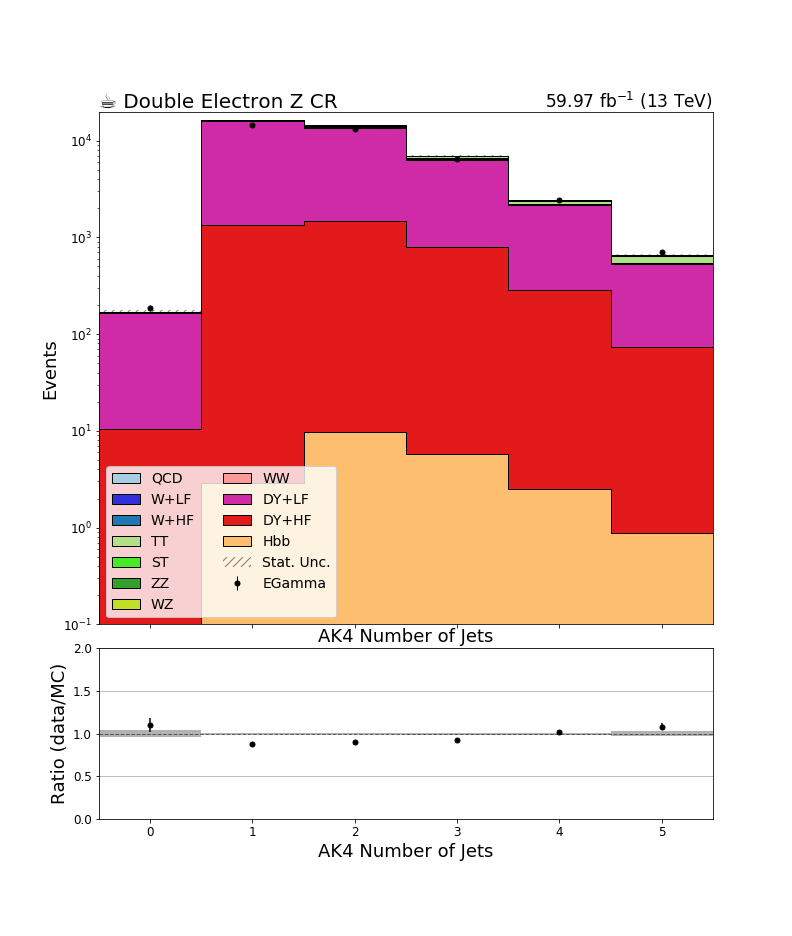 ☕ Double Electron Z CR
59.97 fb⁻¹ (13 TeV)
Events
10⁴
10³
10²
10¹
10⁰
10⁻¹
QCD
W+LF
W+HF
TT
ST
ZZ
WZ
WW
DY+LF
DY+HF
Hbb
Stat. Unc.
EGamma
AK4 Number of Jets
Ratio (data/MC)
2.0
1.5
1.0
0.5
0.0
0 1 2 3 4 5
AK4 Number of Jets